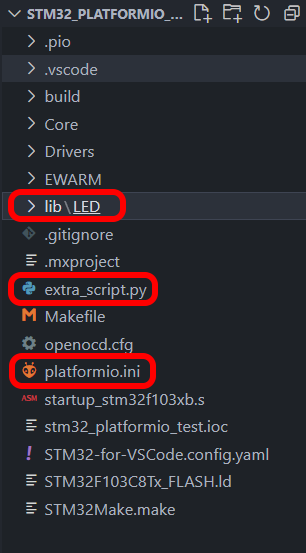 STM32_PLATFORMIO_...
.pio
.vscode
build
Core
Drivers
EWARM
lib\LED
.gitignore
.mxproject
extra_script.py
M Makefile
openocd.cfg
platformio.ini
ASM startup_stm32f103xb.s
stm32_platformio_test.ioc
! STM32-for-VSCode.config.yaml
STM32F103C8Tx_FLASH.ld
STM32Make.make